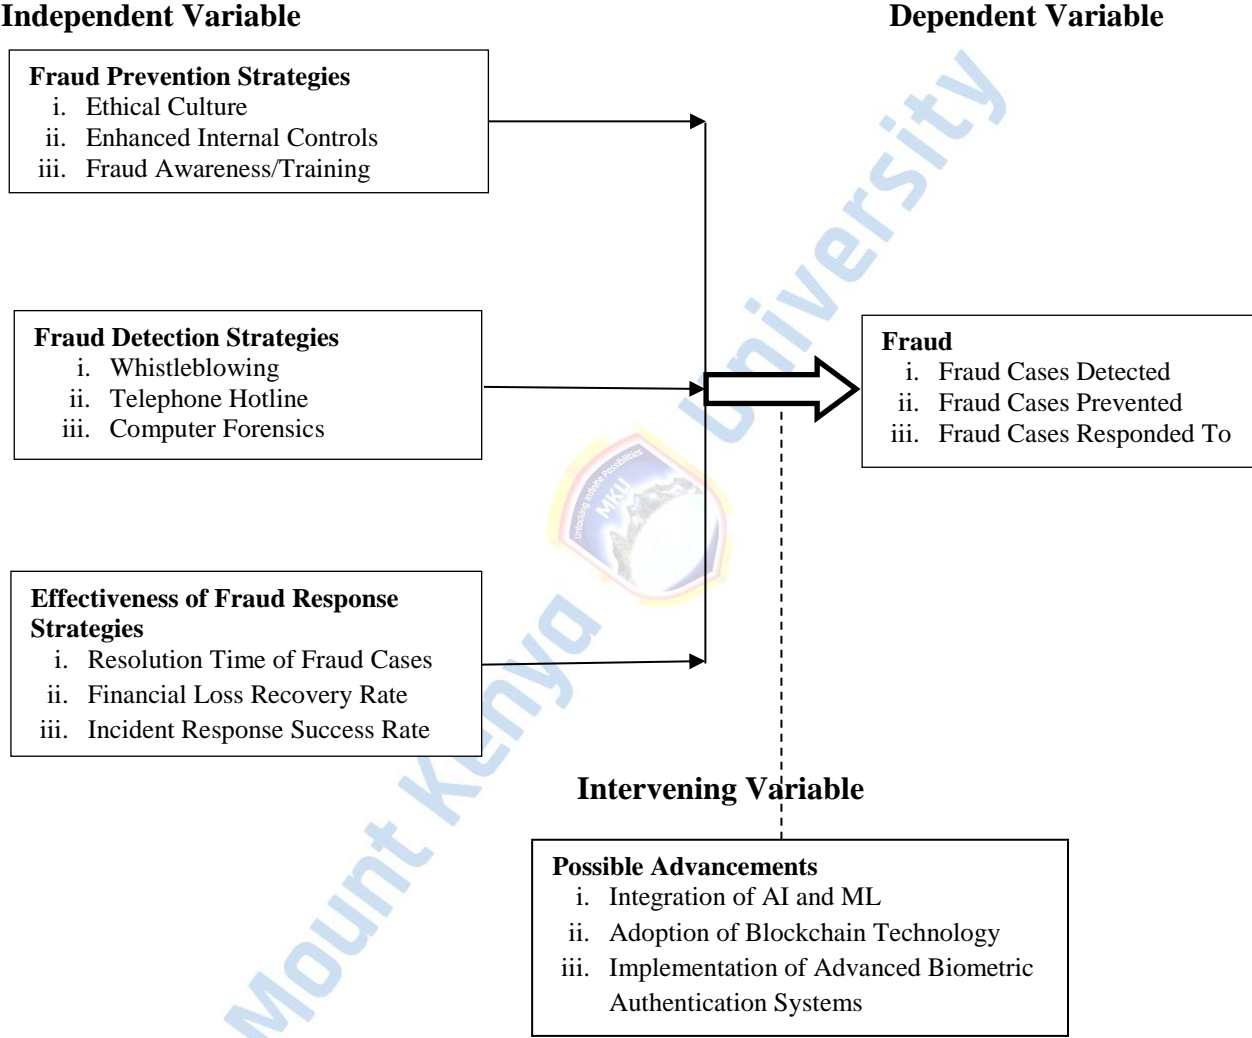 Independent Variable
Dependent Variable
Fraud Prevention Strategies
i. Ethical Culture
ii. Enhanced Internal Controls
iii. Fraud Awareness/Training
Fraud Detection Strategies
i. Whistleblowing
ii. Telephone Hotline
iii. Computer Forensics
Fraud
i. Fraud Cases Detected
ii. Fraud Cases Prevented
iii. Fraud Cases Responded To
Effectiveness of Fraud Response
Strategies
i. Resolution Time of Fraud Cases
ii. Financial Loss Recovery Rate
iii. Incident Response Success Rate
Intervening Variable
Possible Advancements
i. Integration of AI and ML
ii. Adoption of Blockchain Technology
iii. Implementation of Advanced Biometric
Authentication Systems
Mount Kenya University
Unlocking Infinite Possibilities
MKU